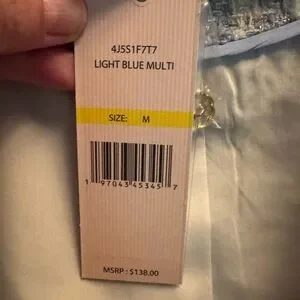 4J5S1F7T7
LIGHT BLUE MULTI
SIZE: M
1 97043 45345 7
MSRP : $138.00